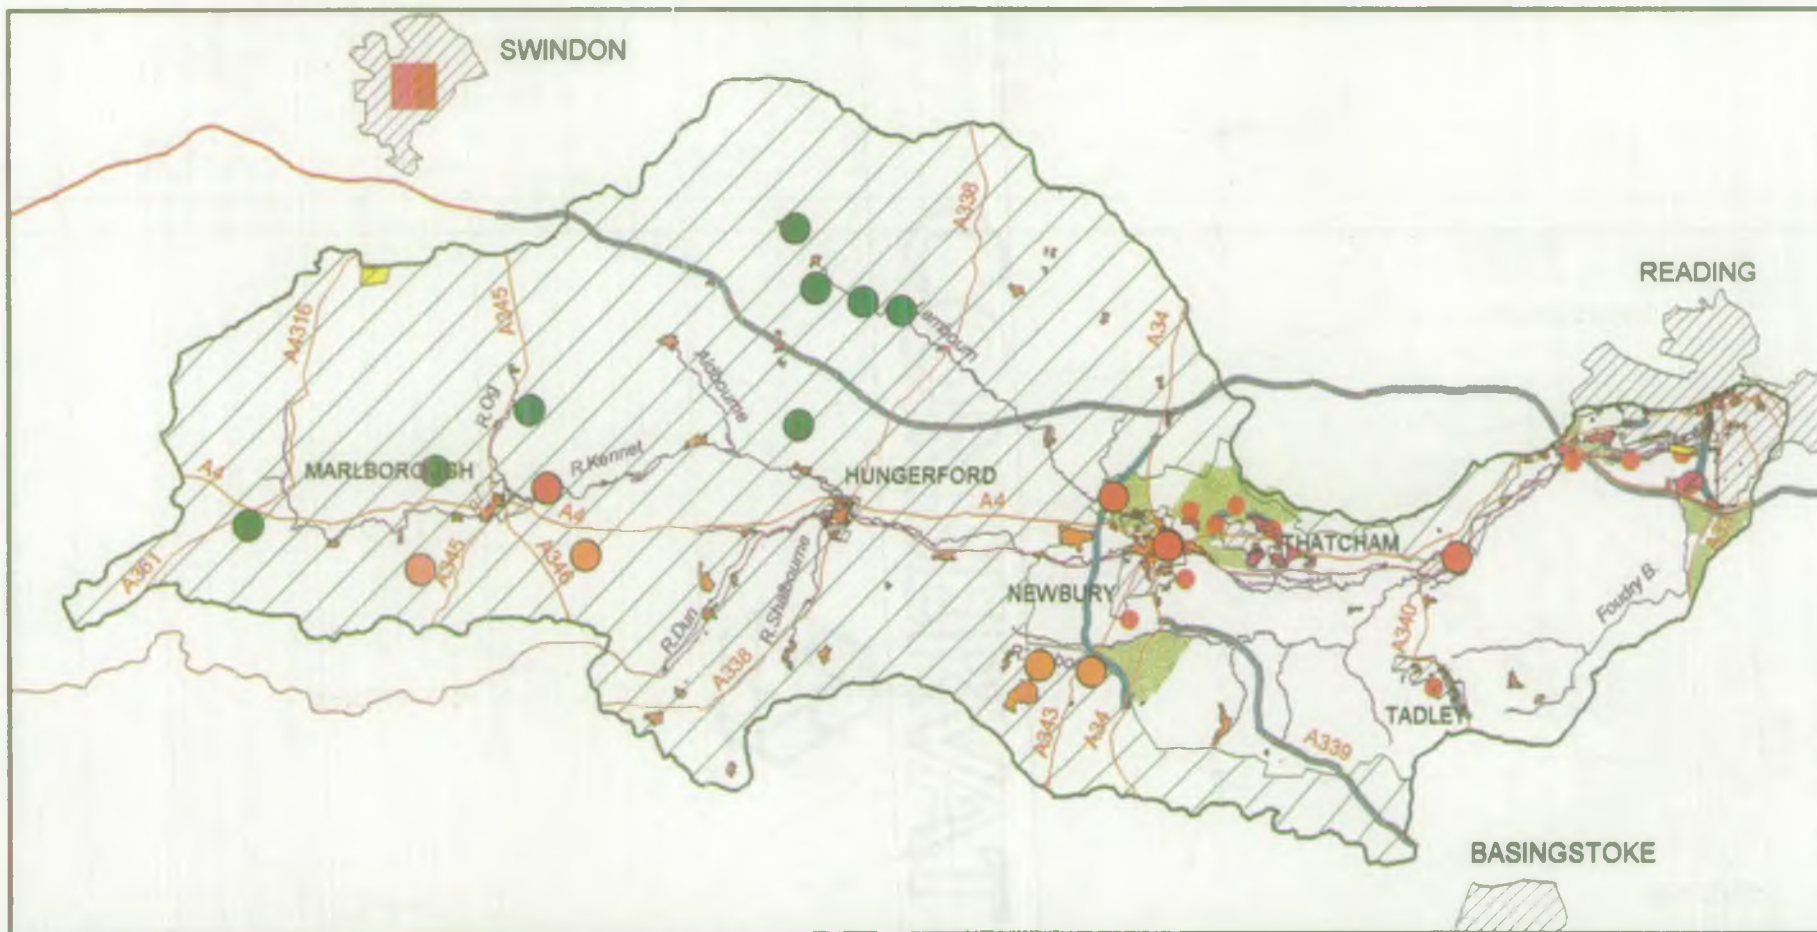 SWINDON
READING
A338
A4316
A345
A34
Lambourn
Aldbourne
R.Og
R.Kennet
MARLBOROUGH
HUNGERFORD
A4
A4
A4
A361
A345
A346
THATCHAM
NEWBURY
R.Dun
R.Shalbourne
A338
Foudry B.
A340
TADLEY
A343
A34
A339
BASINGSTOKE